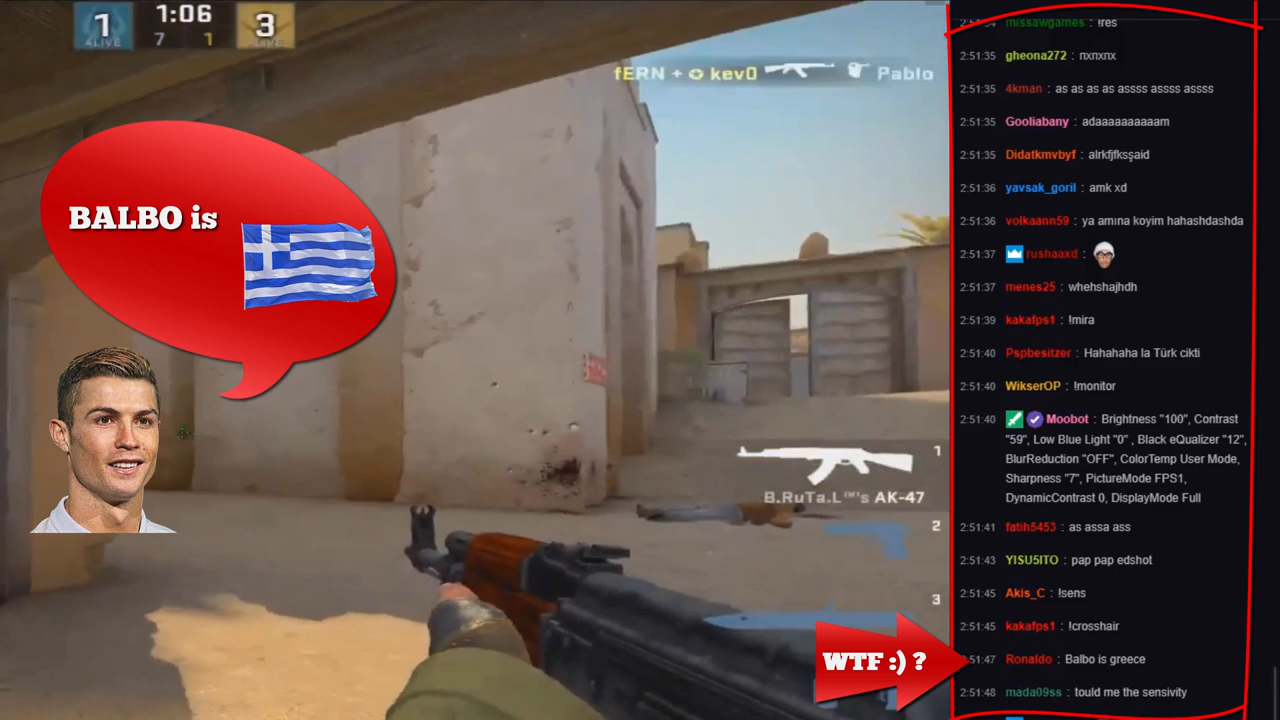 1
ALIVE
1:06
7 1
3
ALIVE
fERN + kev0 Pablo
BALBO is
1
B.RuTa.L™'s AK-47
2
3
WTF :) ?
missawgames : !res
2:51:35 gheona272 : пхпхпх
2:51:35 4kman : as as as as assss assss assss
2:51:35 Gooliabany : adaaaaaaaaaam
2:51:35 Didatkmvbyf : alrkfjfksşaid
2:51:36 yavsak_goril : amk xd
2:51:36 volkaann59 : ya amına koyim hahashdashda
2:51:37 rushaaxd :
2:51:37 menes25 : whehshajhdh
2:51:39 kakafps1 : !mira
2:51:40 Pspbesitzer : Hahahaha la Türk cikti
2:51:40 WikserOP : !monitor
2:51:40 Moobot : Brightness "100", Contrast
"59", Low Blue Light "0" , Black eQualizer "12",
BlurReduction "OFF", ColorTemp User Mode,
Sharpness "7", PictureMode FPS1,
DynamicContrast 0, DisplayMode Full
2:51:41 fatih5453 : as assa ass
2:51:43 YISU5ITO : pap pap edshot
2:51:45 Akis_C : !sens
2:51:45 kakafps1 : !crosshair
:51:47 Ronaldo : Balbo is greece
2:51:48 mada09ss : tould me the sensivity